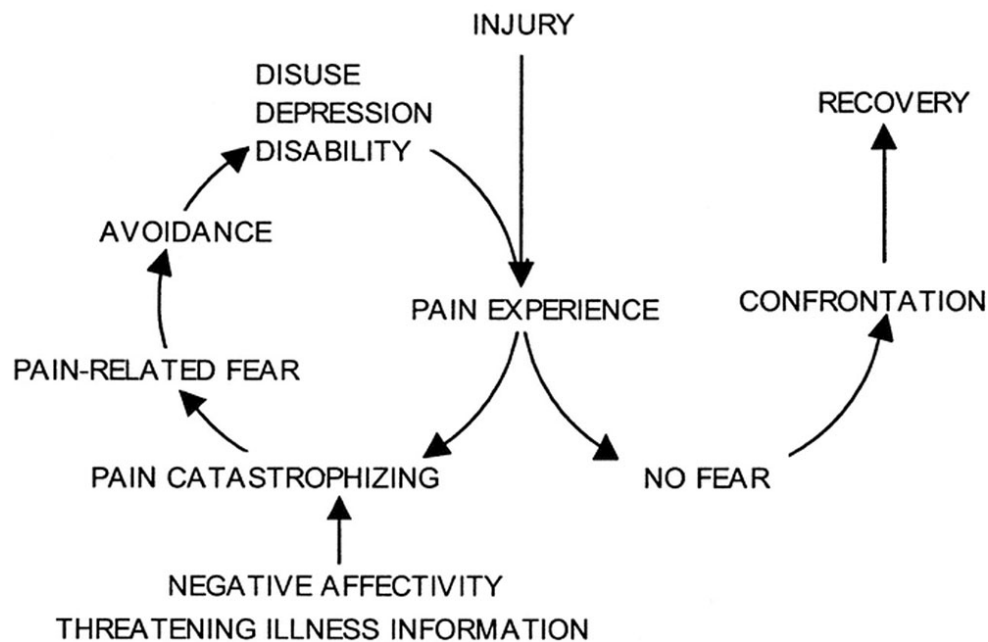 INJURY
DISUSE
DEPRESSION
DISABILITY
RECOVERY
AVOIDANCE
PAIN EXPERIENCE
CONFRONTATION
PAIN-RELATED FEAR
PAIN CATASTROPHIZING
NO FEAR
NEGATIVE AFFECTIVITY
THREATENING ILLNESS INFORMATION